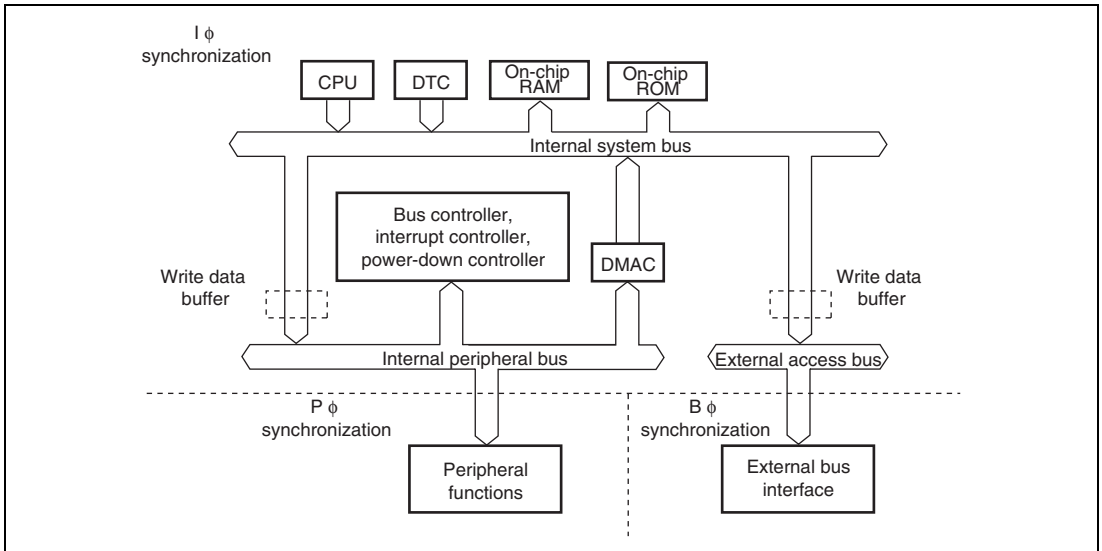 I ϕ
synchronization
CPU
DTC
On-chip
RAM
On-chip
ROM
Internal system bus
Bus controller,
interrupt controller,
power-down controller
DMAC
Write data
buffer
Write data
buffer
Internal peripheral bus
External access bus
P ϕ
synchronization
B ϕ
synchronization
Peripheral
functions
External bus
interface